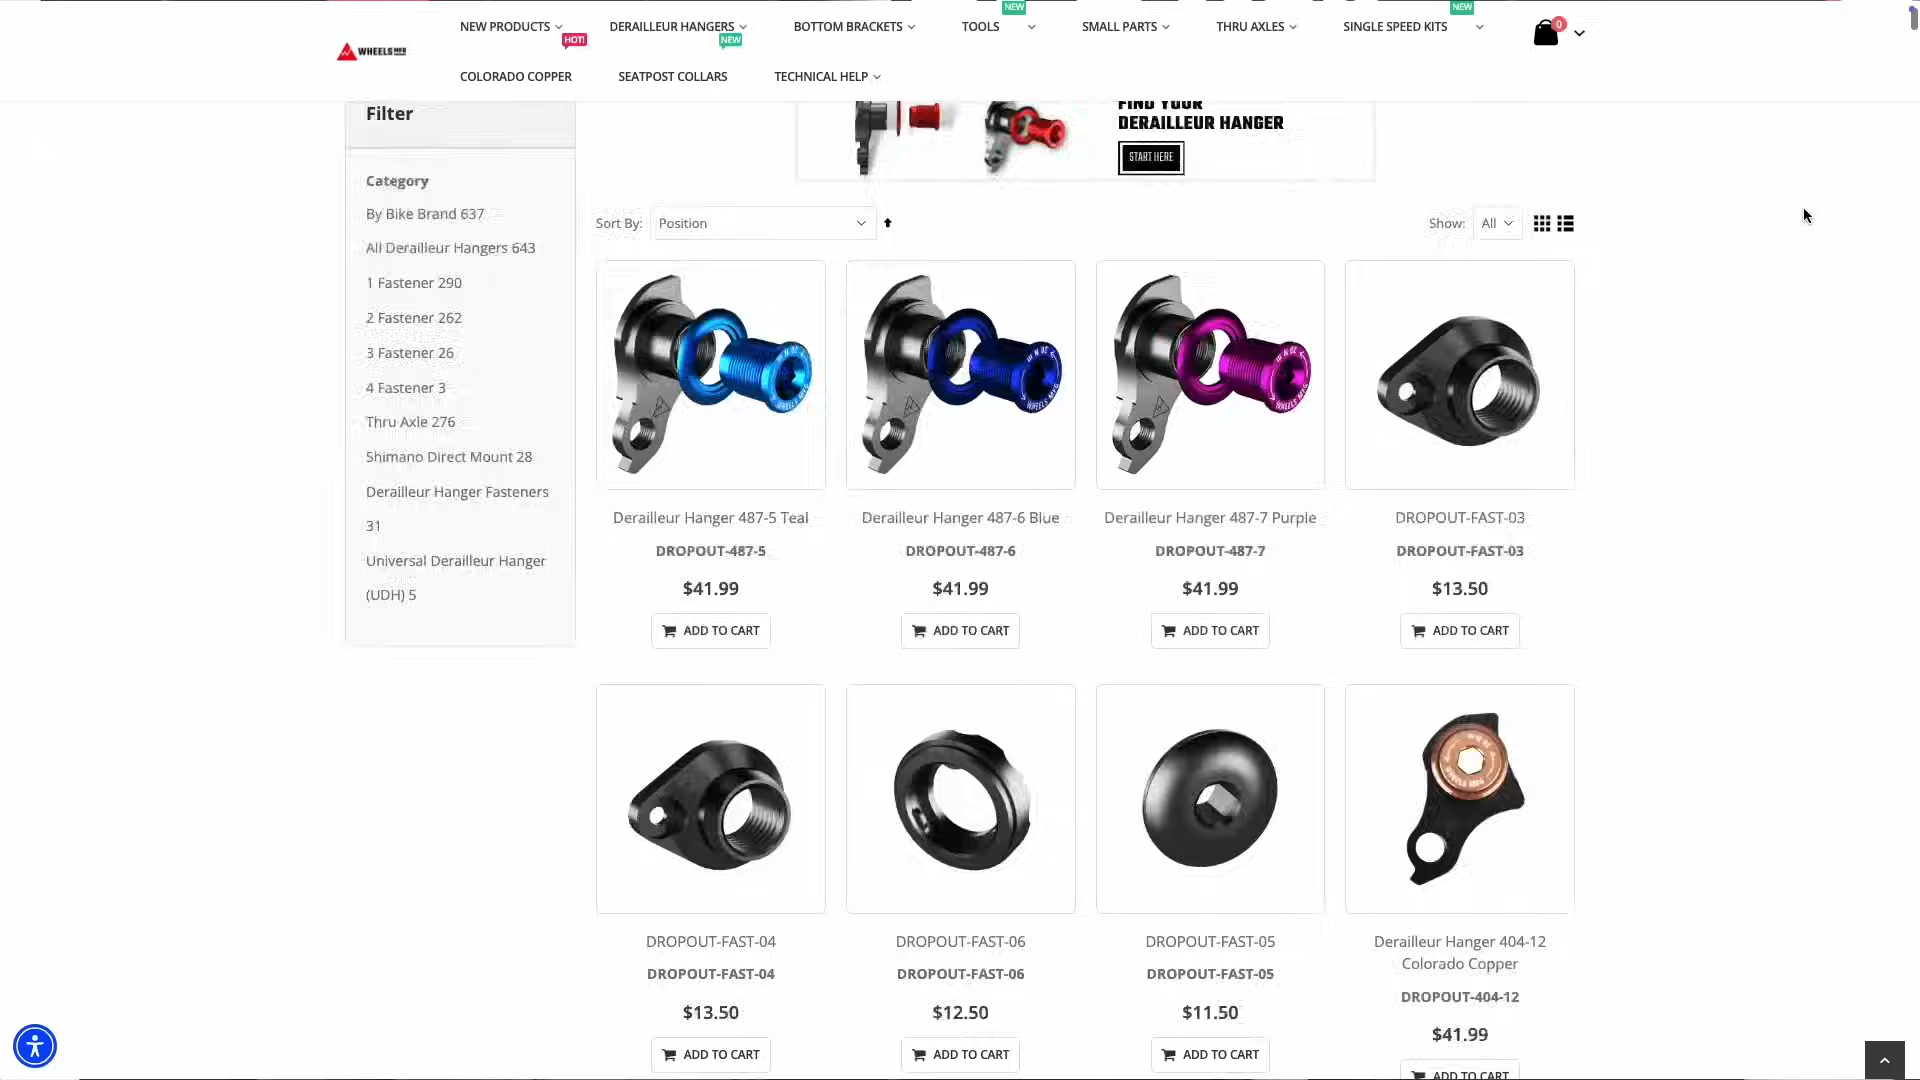 NEW PRODUCTS
HOT!
DERAILLEUR HANGERS
NEW
BOTTOM BRACKETS
TOOLS
NEW
SMALL PARTS
THRU AXLES
SINGLE SPEED KITS
NEW
0
WHEELS MFG
COLORADO COPPER
SEATPOST COLLARS
TECHNICAL HELP
Filter
Category
By Bike Brand 637
All Derailleur Hangers 643
1 Fastener 290
2 Fastener 262
3 Fastener 26
4 Fastener 3
Thru Axle 276
Shimano Direct Mount 28
Derailleur Hanger Fasteners
31
Universal Derailleur Hanger
(UDH) 5
FIND YOUR
DERAILLEUR HANGER
START HERE
Sort By: Position
Show: All
Derailleur Hanger 487-5 Teal
DROPOUT-487-5
$41.99
ADD TO CART
Derailleur Hanger 487-6 Blue
DROPOUT-487-6
$41.99
ADD TO CART
Derailleur Hanger 487-7 Purple
DROPOUT-487-7
$41.99
ADD TO CART
DROPOUT-FAST-03
DROPOUT-FAST-03
$13.50
ADD TO CART
DROPOUT-FAST-04
DROPOUT-FAST-04
$13.50
ADD TO CART
DROPOUT-FAST-06
DROPOUT-FAST-06
$12.50
ADD TO CART
DROPOUT-FAST-05
DROPOUT-FAST-05
$11.50
ADD TO CART
Derailleur Hanger 404-12
Colorado Copper
DROPOUT-404-12
$41.99
ADD TO CART